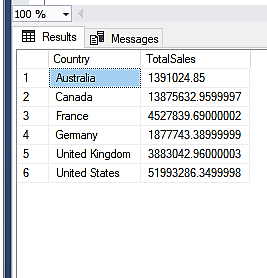 100 %
Results Messages
Country TotalSales
1 Australia 1391024.85
2 Canada 13875632.9599997
3 France 4527839.69000002
4 Germany 1877743.38999999
5 United Kingdom 3883042.96000003
6 United States 51993286.3499998